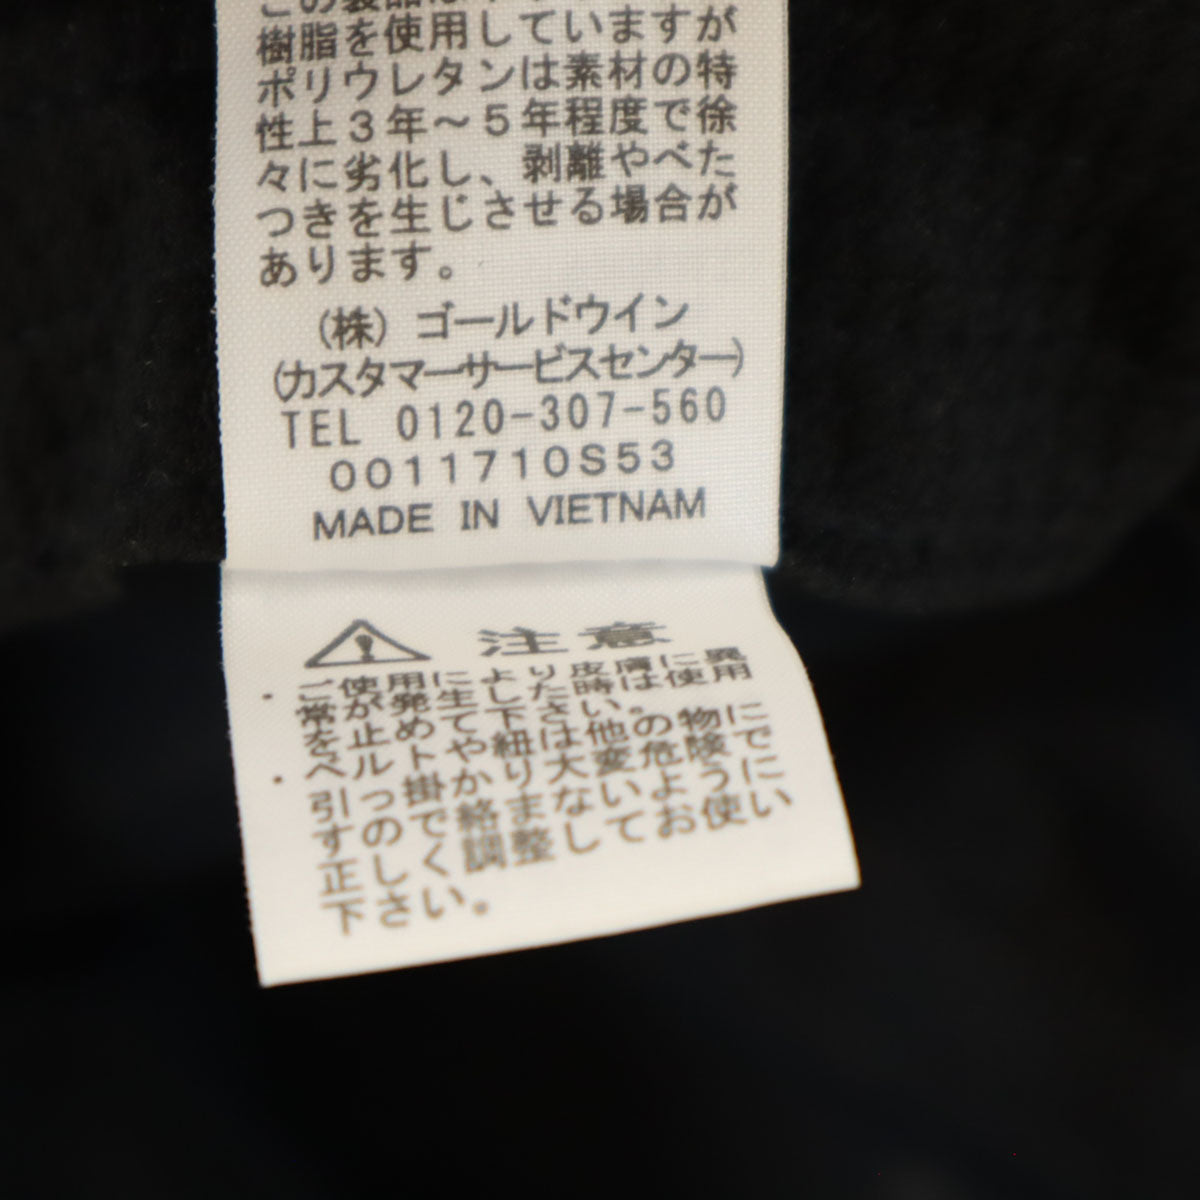 この製品は
樹脂を使用していますが
ポリウレタンは素材の特
性上３年～５年程度で徐
々に劣化し、剥離やべた
つきを生じさせる場合が
あります。
(株) ゴールドウイン
(カスタマーサービスセンター)
TEL 0120-307-560
0011710S53
MADE IN VIETNAM
注意
・ご使用により皮膚に異
常が発生した時は使用
を止めて下さい。
・ベルトや紐は他の物に
引っ掛かり大変危険で
すので絡まないように
正しく調整してお使い
下さい。